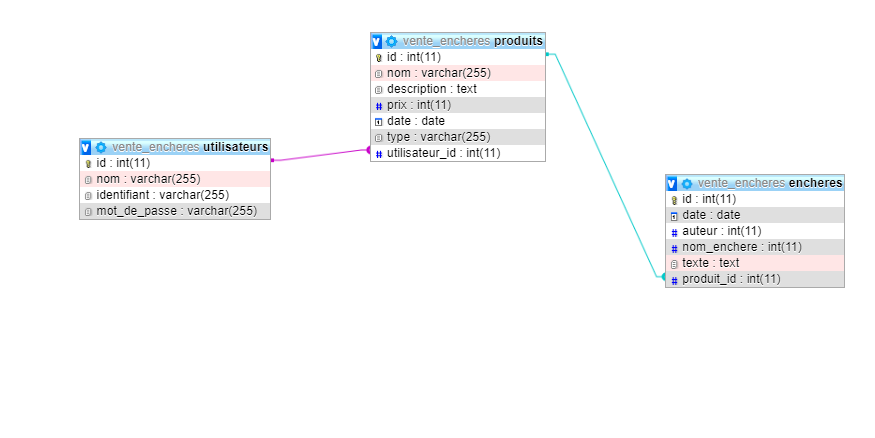 vente_encheres produits
id : int(11)
nom : varchar(255)
description : text
prix : int(11)
date : date
type : varchar(255)
utilisateur_id : int(11)
vente_encheres utilisateurs
id : int(11)
nom : varchar(255)
identifiant : varchar(255)
mot_de_passe : varchar(255)
vente_encheres encheres
id : int(11)
date : date
auteur : int(11)
nom_enchere : int(11)
texte : text
produit_id : int(11)